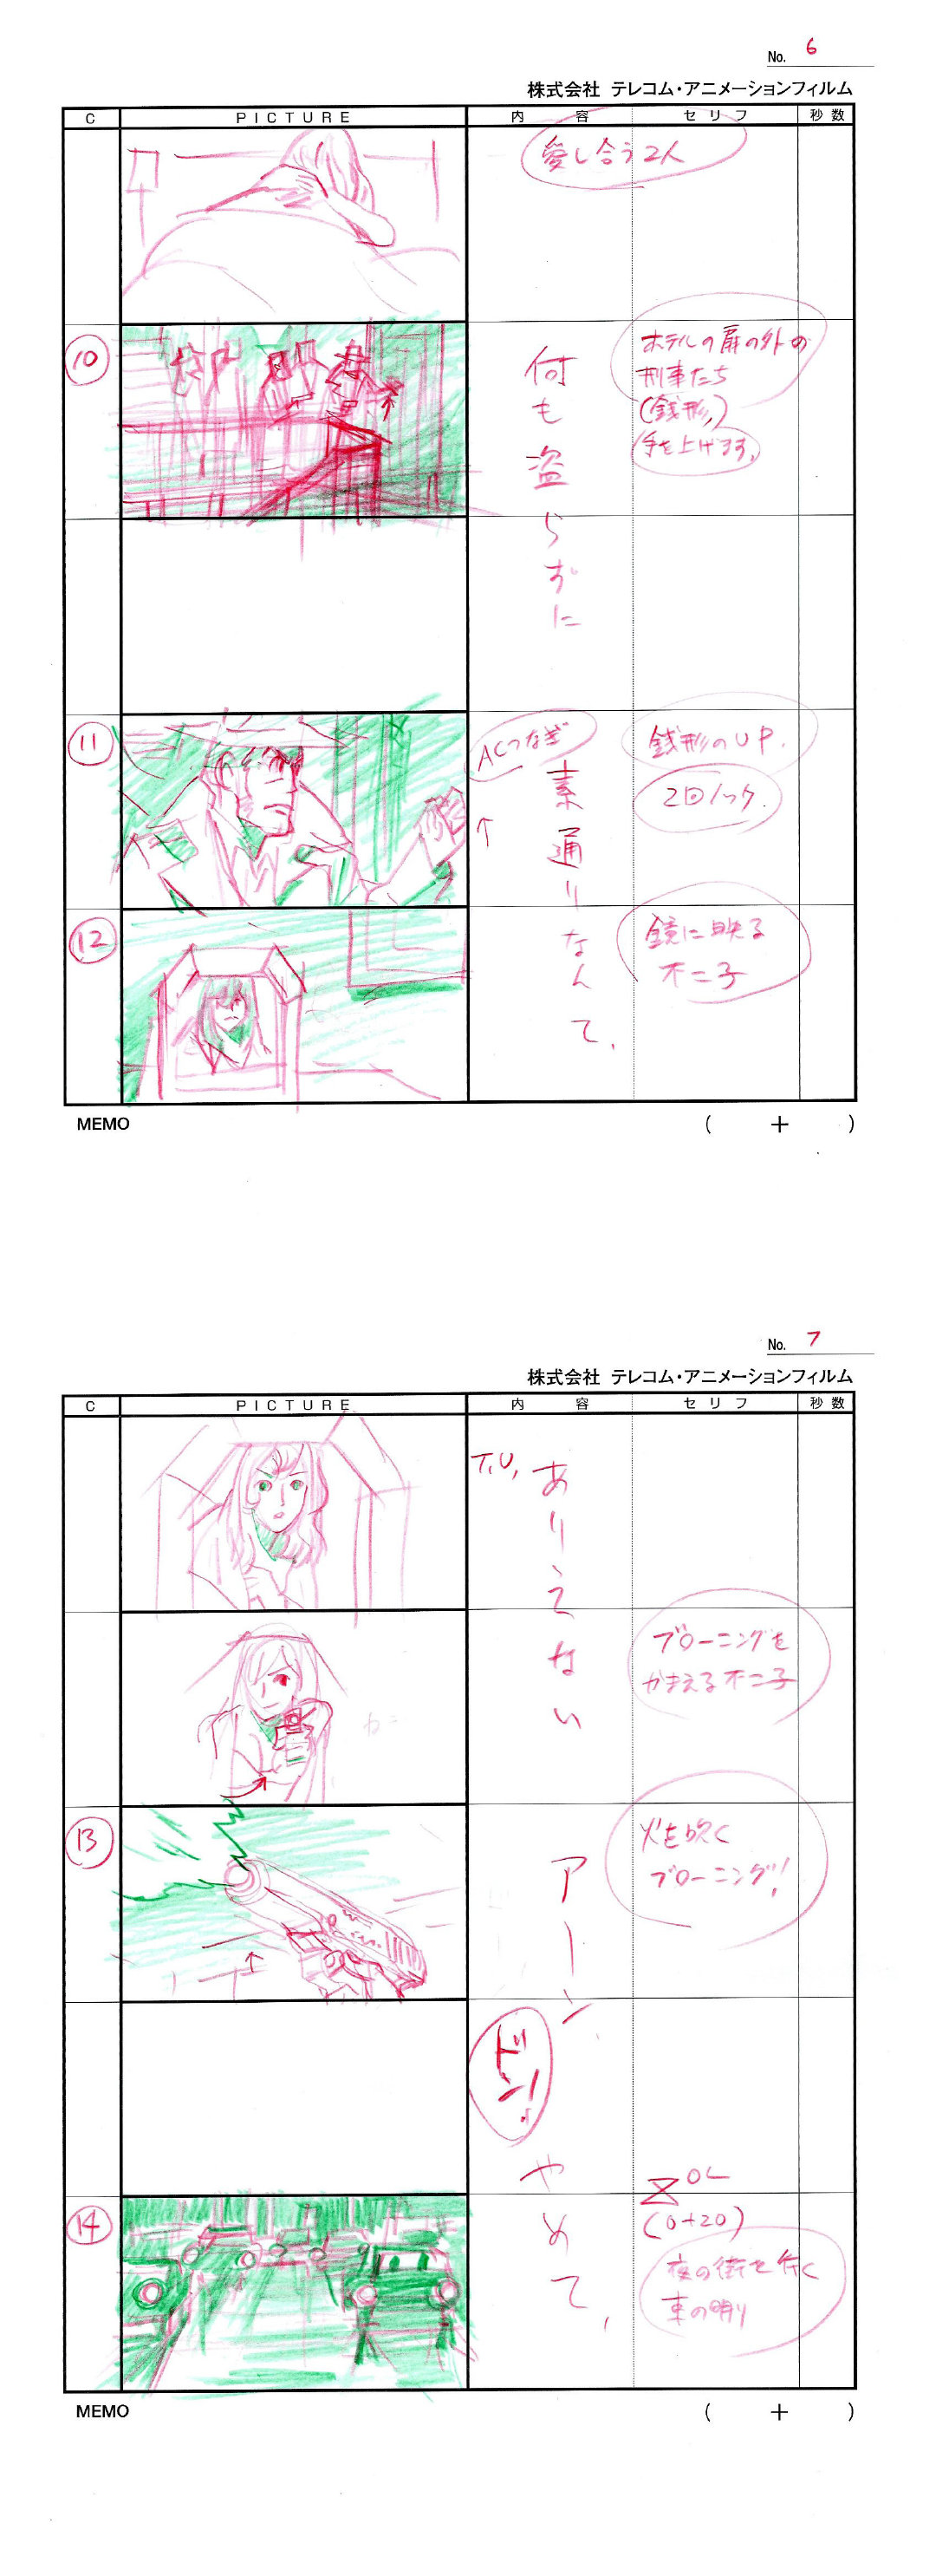 No. 6
株式会社 テレコム・アニメーションフィルム
C PICTURE 内容 セリフ 秒数
愛し合う2人
10
何も盗らずに
ホテルの扉の外の
刑事たち
(銭形)
手を上げます。
11
ACつなぎ
素通りなんて、
銭形のUP.
2回ノック.
12
鏡に映る
不二子
MEMO ( + )
No. 7
株式会社 テレコム・アニメーションフィルム
C PICTURE 内容 セリフ 秒数
T.U.
ありえない
ブローニングを
かまえる不二子
13
アーン
火を吹く
ブローニング!
ドン!
やめて、
OL
(0+20)
14
夜の街を行く
車の明り
MEMO ( + )